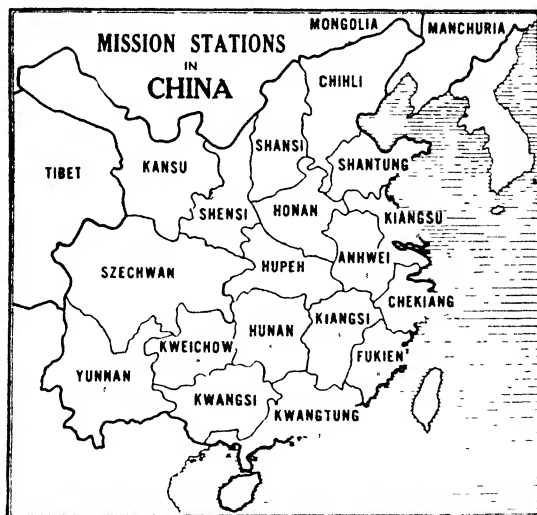 MISSION STATIONS
IN
CHINA
MONGOLIA
MANCHURIA
CHIHLI
SHANSI
SHANTUNG
TIBET
KANSU
SHENSI
HONAN
KIANGSU
ANHWEI
SZECHWAN
HUPEH
CHEKIANG
HUNAN
KIANGSI
KWEICHOW
FUKIEN
YUNNAN
KWANGSI
KWANGTUNG